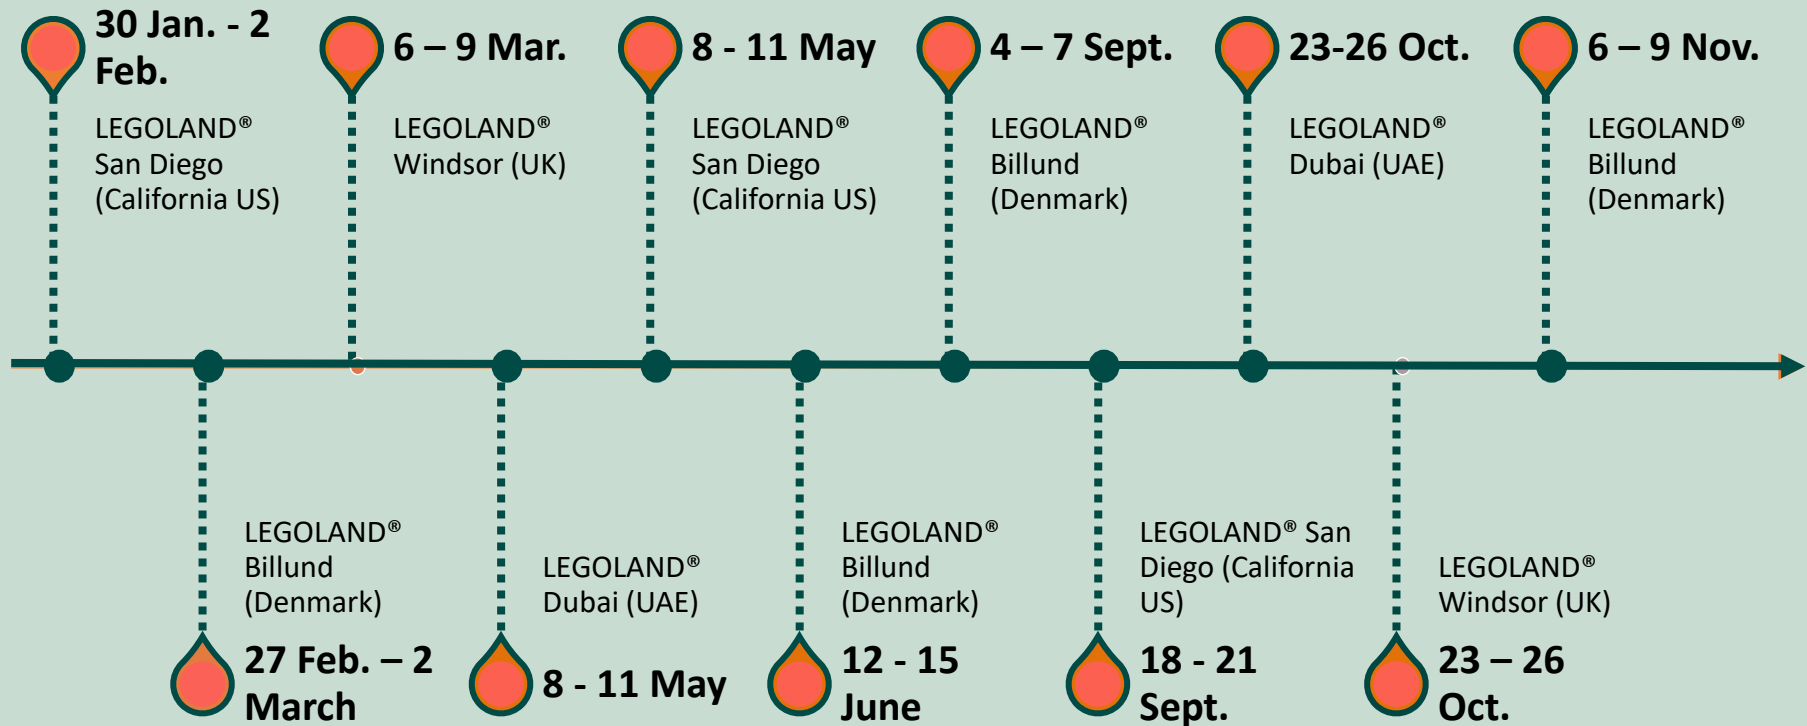 30 Jan. - 2
Feb.
LEGOLAND®
San Diego
(California US)
6 – 9 Mar.
LEGOLAND®
Windsor (UK)
8 - 11 May
LEGOLAND®
San Diego
(California US)
4 – 7 Sept.
LEGOLAND®
Billund
(Denmark)
23-26 Oct.
LEGOLAND®
Dubai (UAE)
6 – 9 Nov.
LEGOLAND®
Billund
(Denmark)
LEGOLAND®
Billund
(Denmark)
27 Feb. – 2
March
LEGOLAND®
Dubai (UAE)
8 - 11 May
LEGOLAND®
Billund
(Denmark)
12 - 15
June
LEGOLAND® San
Diego (California
US)
18 - 21
Sept.
LEGOLAND®
Windsor (UK)
23 – 26
Oct.